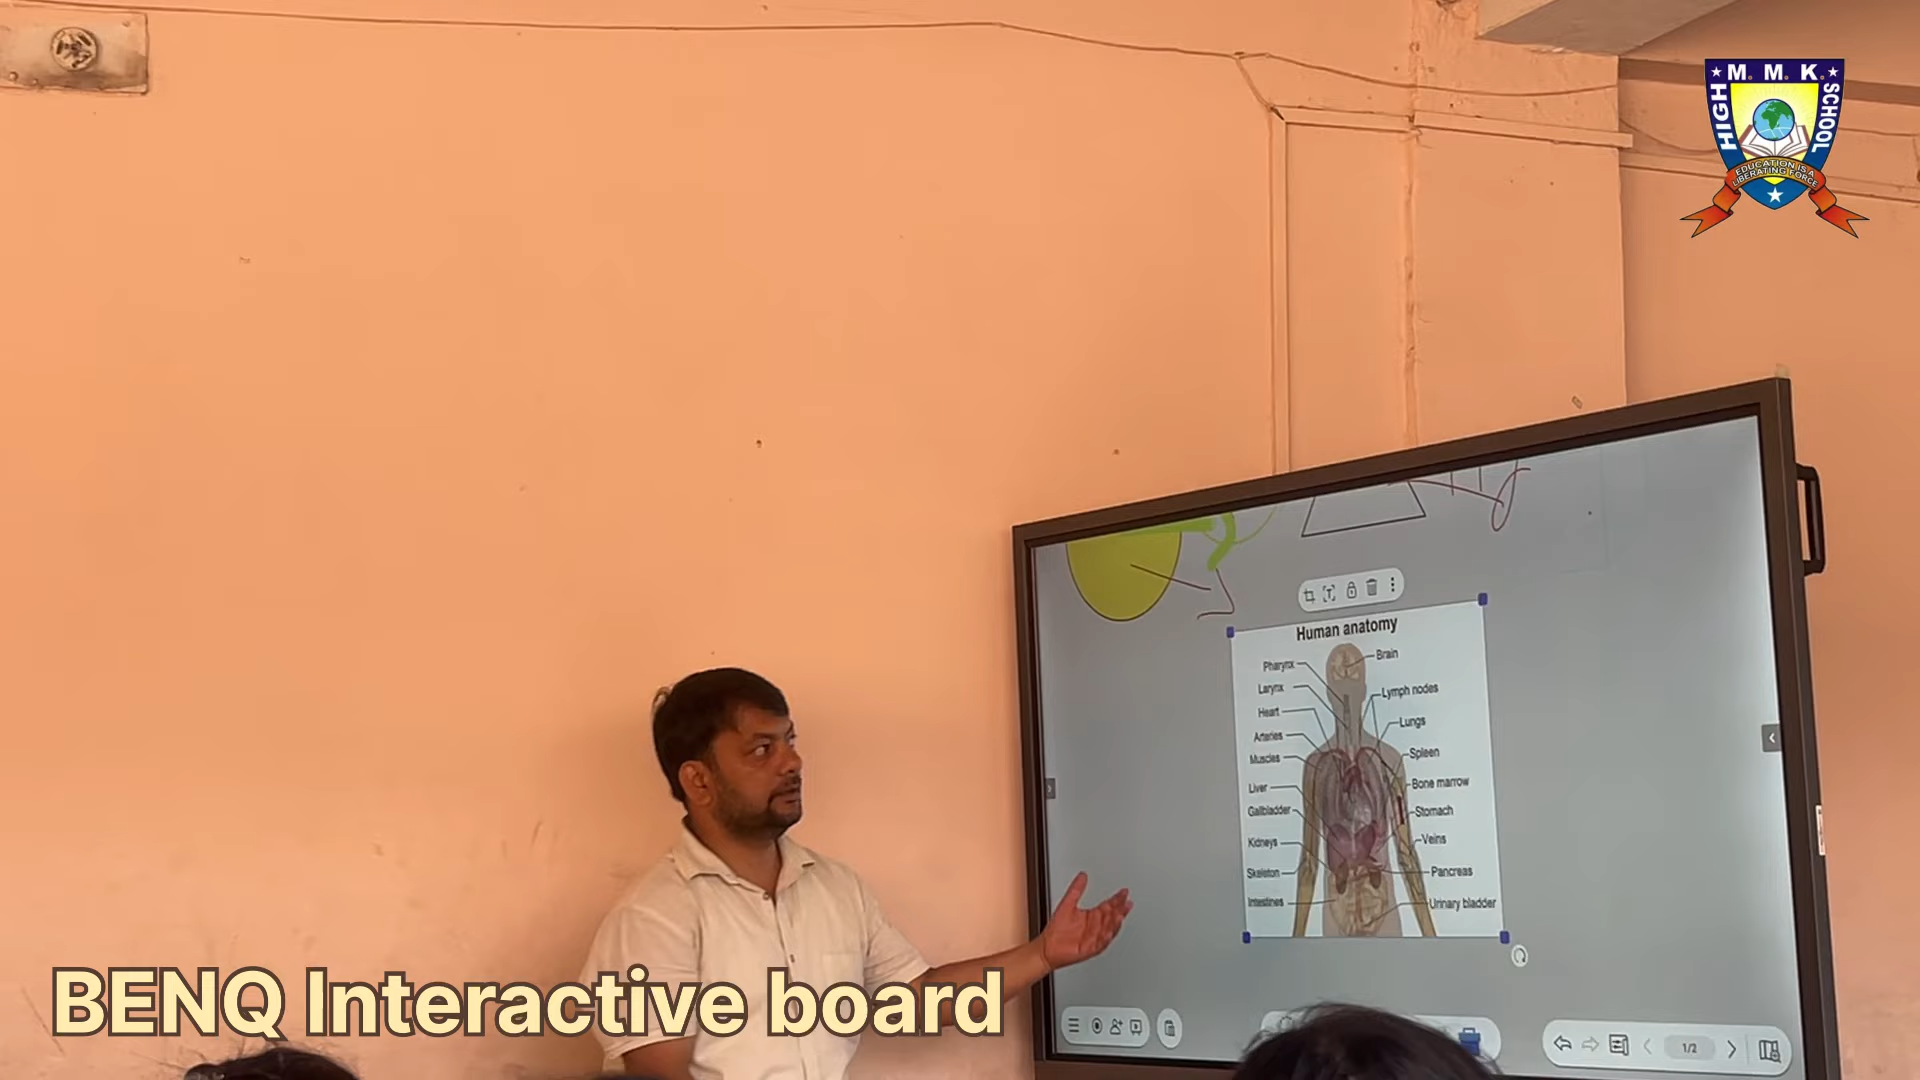 M. M. K.
HIGH
SCHOOL
EDUCATION IS A
LIBERATING FORCE
Human anatomy
Pharynx
Brain
Larynx
Lymph nodes
Heart
Lungs
Arteries
Spleen
Muscles
Bone marrow
Liver
Stomach
Gallbladder
Veins
Kidneys
Pancreas
Skeleton
Urinary bladder
Intestines
1/2
BENQ Interactive board